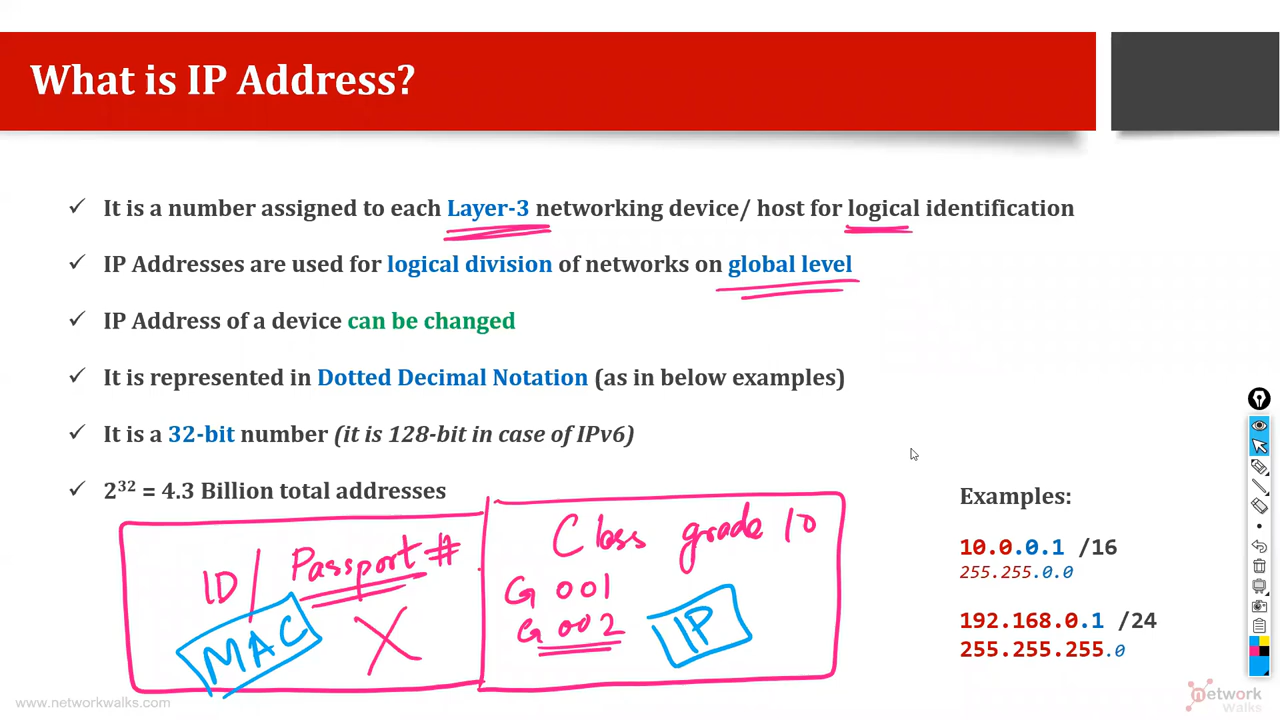 What is IP Address?
✓ It is a number assigned to each Layer-3 networking device/ host for logical identification
✓ IP Addresses are used for logical division of networks on global level
✓ IP Address of a device can be changed
✓ It is represented in Dotted Decimal Notation (as in below examples)
✓ It is a 32-bit number (it is 128-bit in case of IPv6)
✓ 2³² = 4.3 Billion total addresses
ID/ Passport #
MAC
Class grade 10
G 001
G 002
IP
Examples:
10.0.0.1 /16
255.255.0.0
192.168.0.1 /24
255.255.255.0
www.networkwalks.com
network
Walks